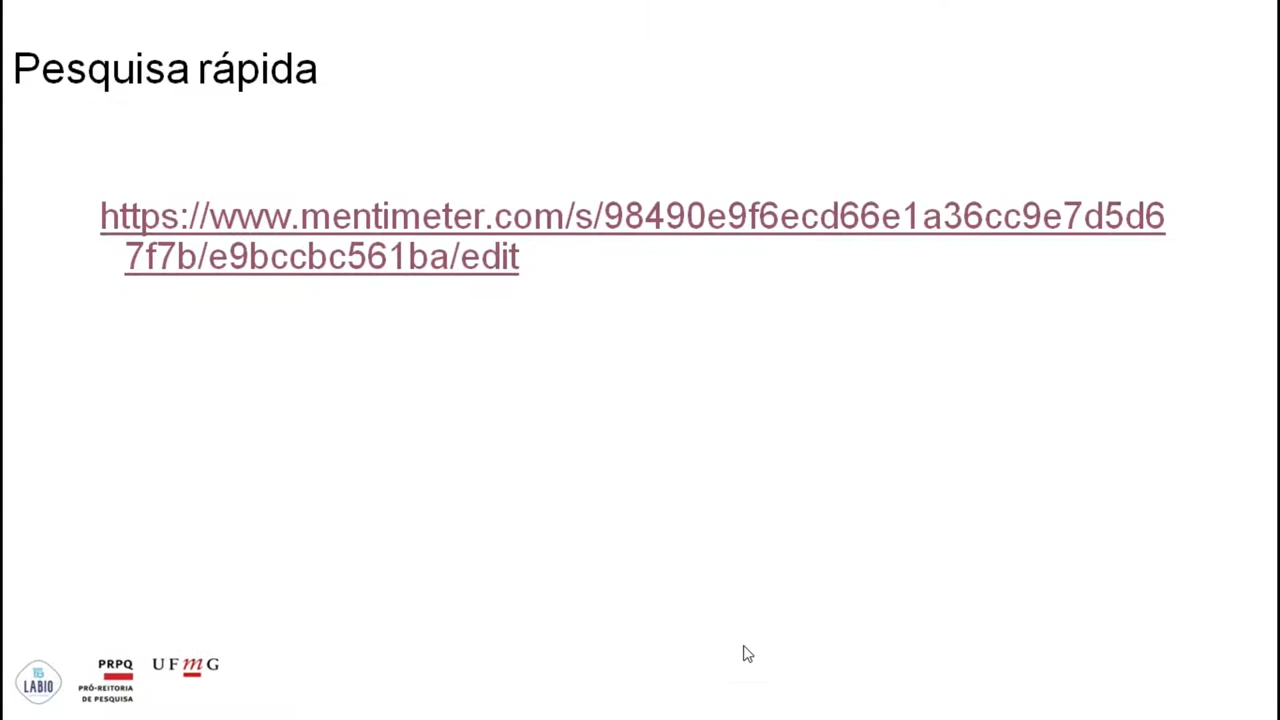 Pesquisa rápida
https://www.mentimeter.com/s/98490e9f6ecd66e1a36cc9e7d5d6
7f7b/e9bccbc561ba/edit
LABIO
PRPQ
PRÓ-REITORIA
DE PESQUISA
UFmG